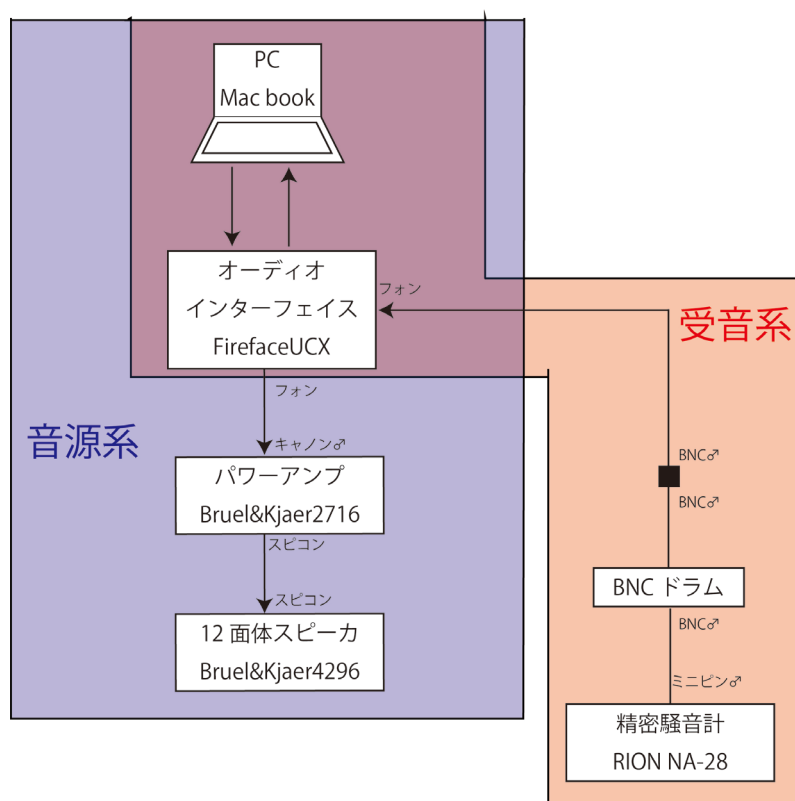 PC
Mac book
オーディオ
インターフェイス
FirefaceUCX
フォン
受音系
フォン
音源系
キャノン♂
パワーアンプ
Bruel&Kjaer2716
スピコン
スピコン
12 面体スピーカ
Bruel&Kjaer4296
BNC♂
BNC♂
BNC ドラム
BNC♂
ミニピン♂
精密騒音計
RION NA-28